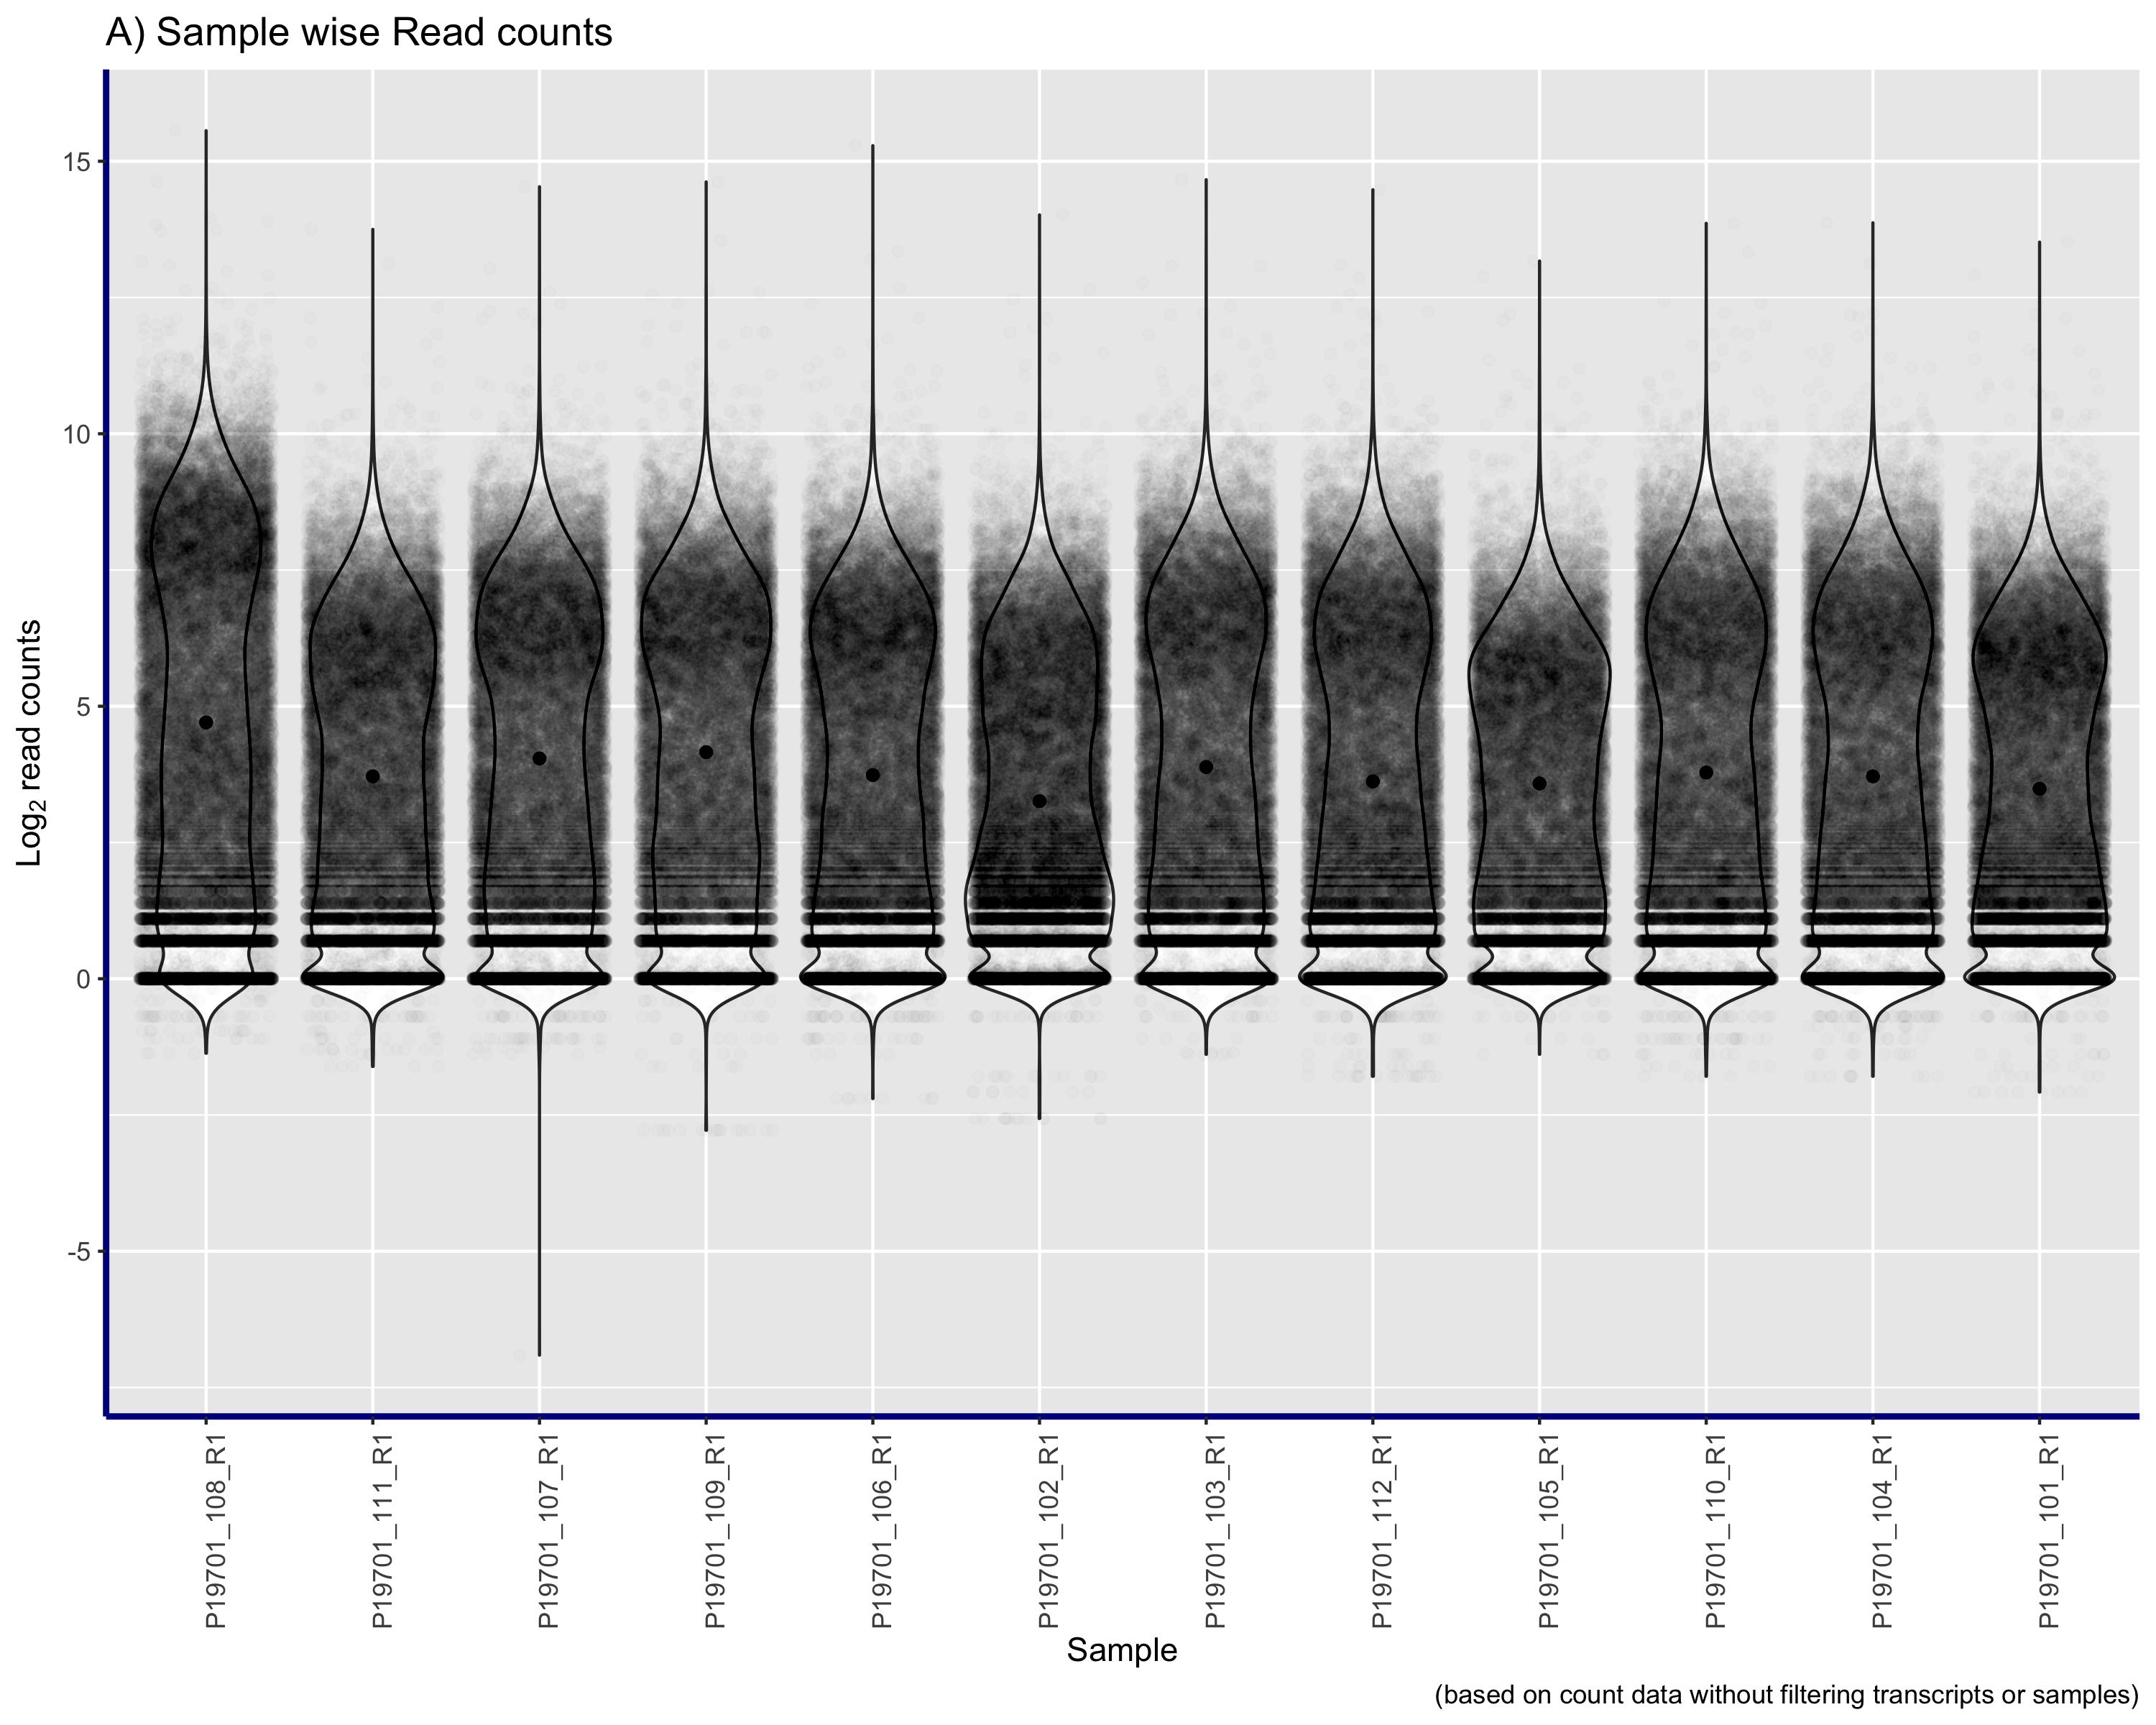 A) Sample wise Read counts
Log2 read counts
15
10
5
0
-5
P19701_108_R1
P19701_111_R1
P19701_107_R1
P19701_109_R1
P19701_106_R1
P19701_102_R1
P19701_103_R1
P19701_112_R1
P19701_105_R1
P19701_110_R1
P19701_104_R1
P19701_101_R1
Sample
(based on count data without filtering transcripts or samples)